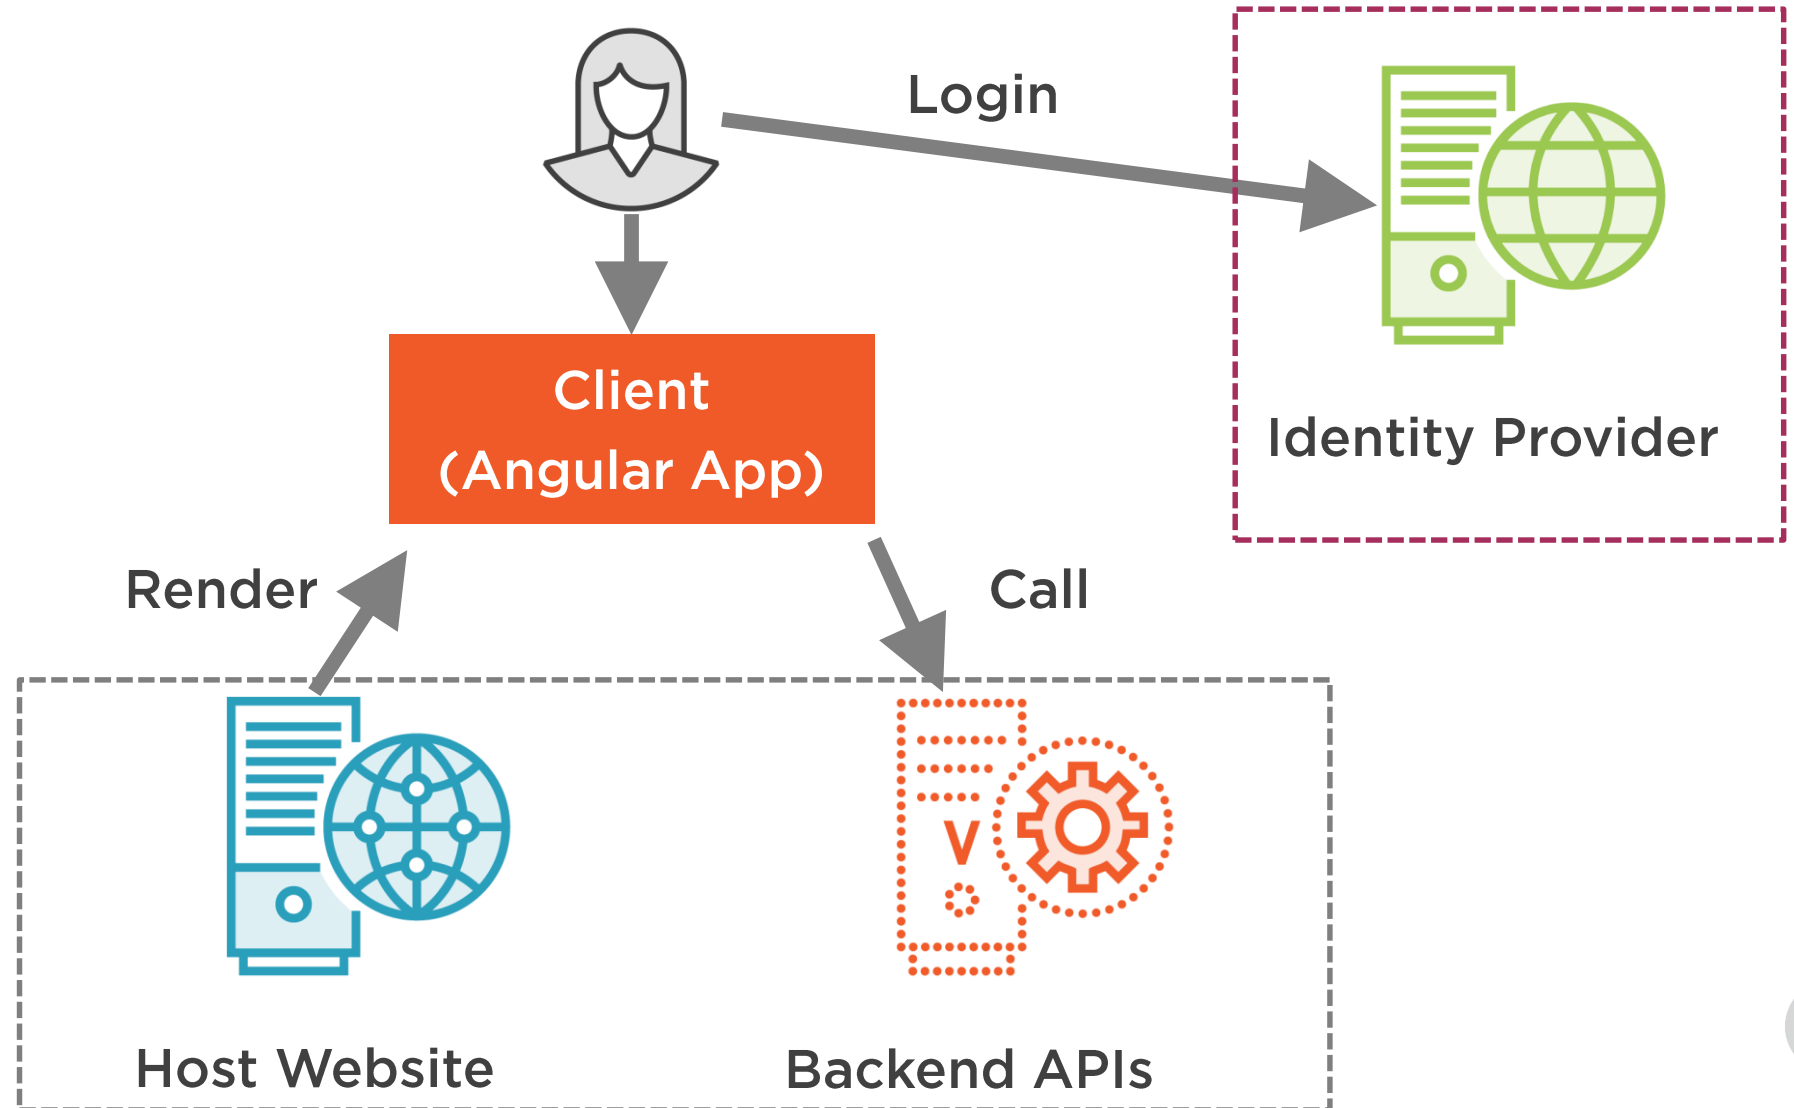 Login
Client
(Angular App)
Identity Provider
Render
Call
Host Website
Backend APIs